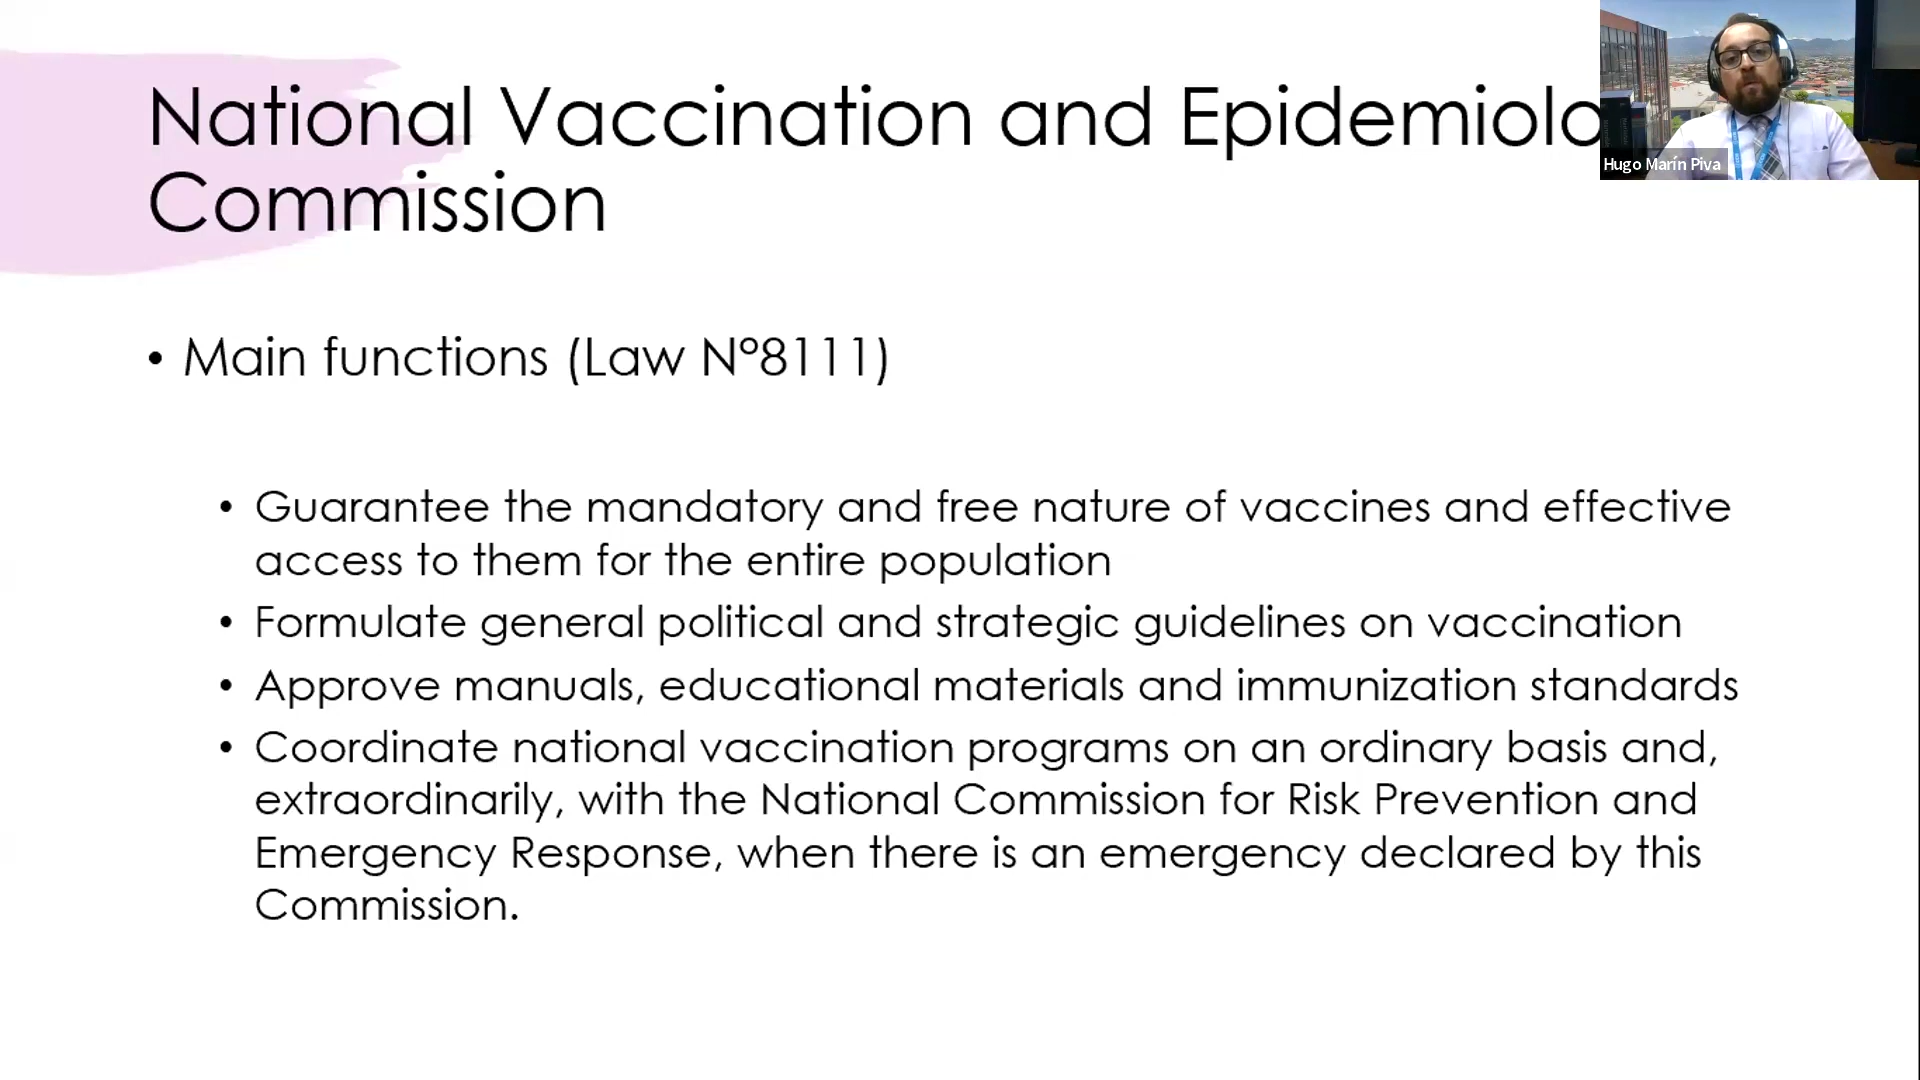 National Vaccination and Epidemiolo
Commission
Hugo Marín Piva
• Main functions (Law N°8111)
• Guarantee the mandatory and free nature of vaccines and effective
access to them for the entire population
• Formulate general political and strategic guidelines on vaccination
• Approve manuals, educational materials and immunization standards
• Coordinate national vaccination programs on an ordinary basis and,
extraordinarily, with the National Commission for Risk Prevention and
Emergency Response, when there is an emergency declared by this
Commission.